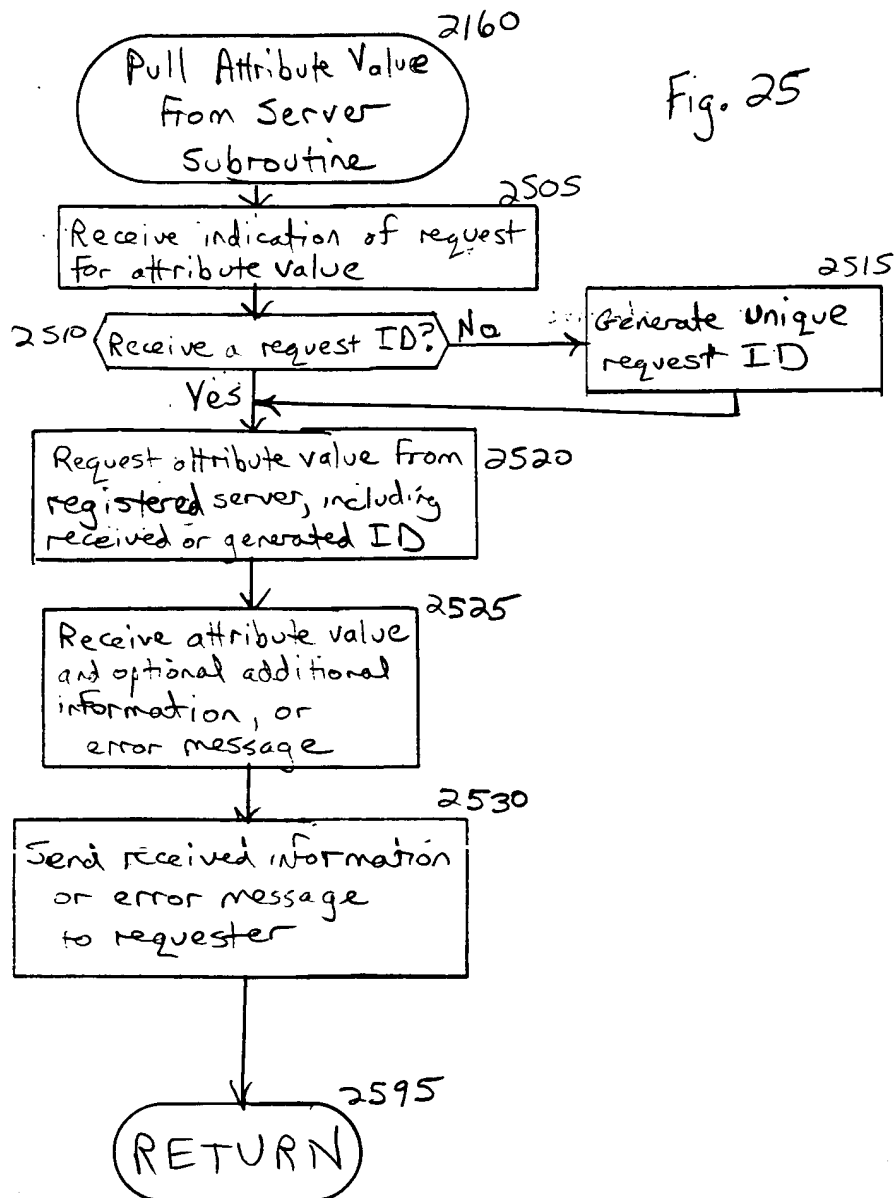 2160
Pull Attribute Value
From Server
Subroutine
Fig. 25
2505
Receive indication of request
for attribute value
2510
Receive a request ID?
No
2515
Generate unique
request ID
Yes
Request attribute value from
registered server, including
received or generated ID
2520
2525
Receive attribute value
and optional additional
information, or
error message
2530
Send received information
or error message
to requester
2595
RETURN